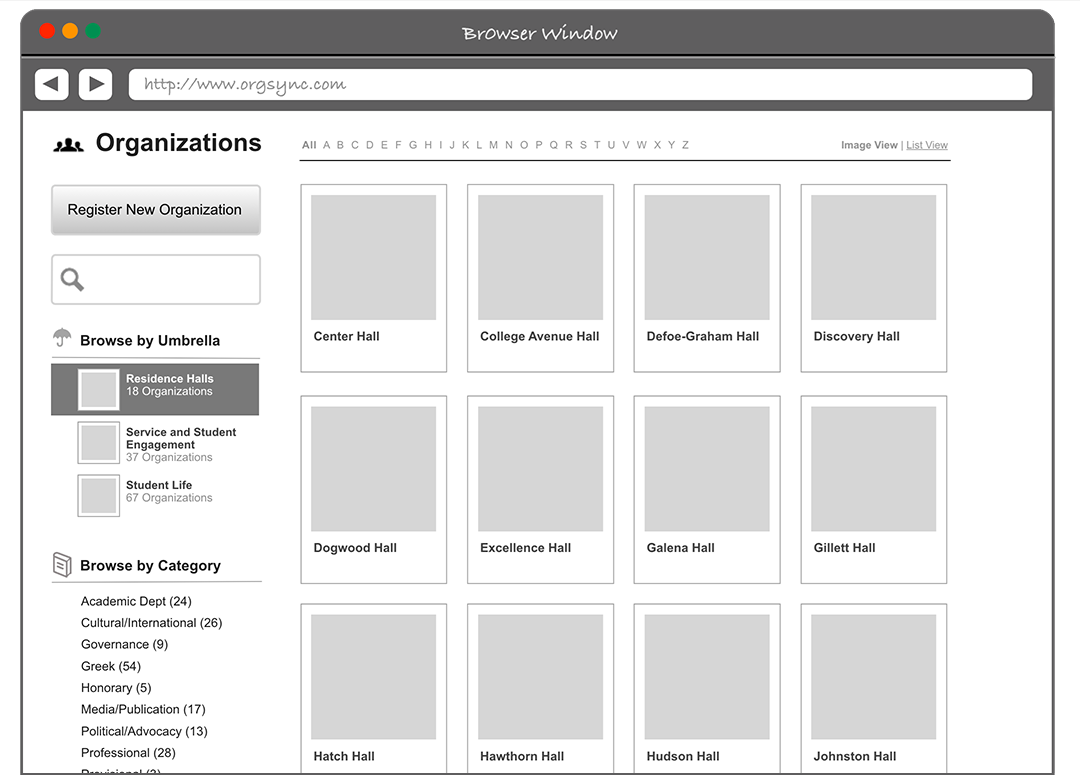 Browser Window
http://www.orgsync.com
Organizations
All A B C D E F G H I J K L M N O P Q R S T U V W X Y Z
Image View | List View
Register New Organization
Browse by Umbrella
Residence Halls
18 Organizations
Service and Student
Engagement
37 Organizations
Student Life
67 Organizations
Browse by Category
Academic Dept (24)
Cultural/International (26)
Governance (9)
Greek (54)
Honorary (5)
Media/Publication (17)
Political/Advocacy (13)
Professional (28)
Center Hall
College Avenue Hall
Defoe-Graham Hall
Discovery Hall
Dogwood Hall
Excellence Hall
Galena Hall
Gillett Hall
Hatch Hall
Hawthorn Hall
Hudson Hall
Johnston Hall